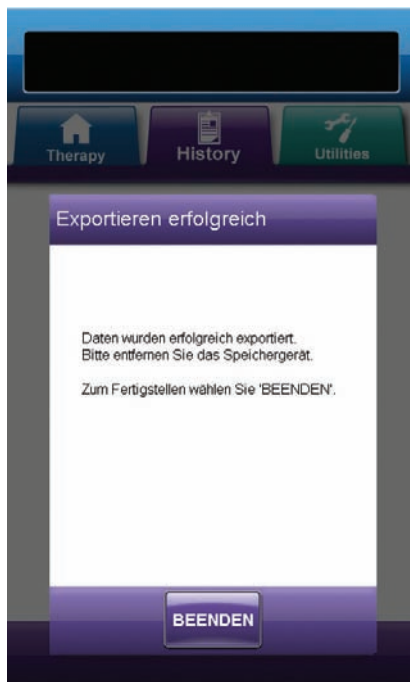 Therapy
History
Utilities
Exportieren erfolgreich
Daten wurden erfolgreich exportiert.
Bitte entfernen Sie das Speichergerät.
Zum Fertigstellen wählen Sie 'BEENDEN'.
BEENDEN